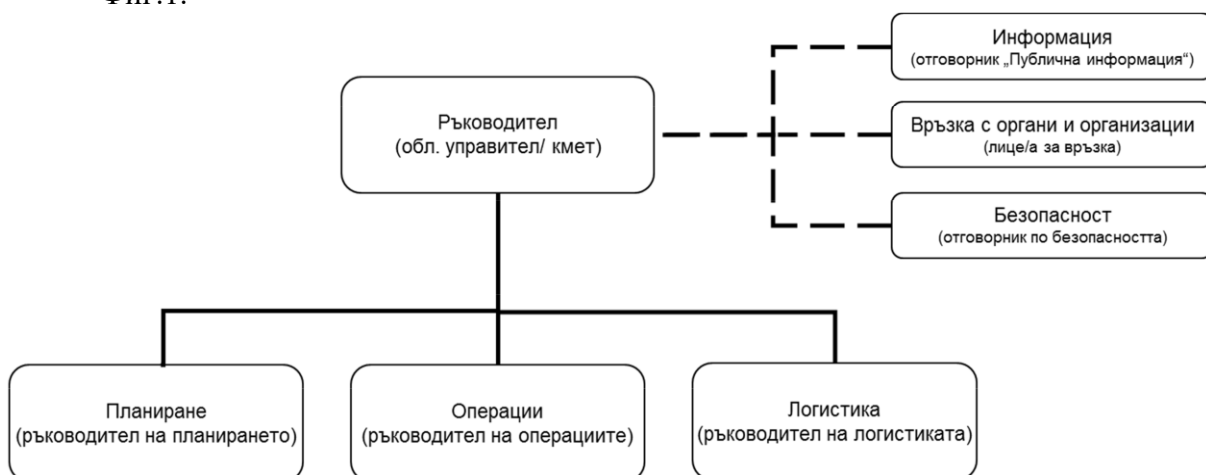 Фиг.1.
Информация
(отговорник „Публична информация“)
Ръководител
(обл. управител/ кмет)
Връзка с органи и организации
(лице/а за връзка)
Безопасност
(отговорник по безопасността)
Планиране
(ръководител на планирането)
Операции
(ръководител на операциите)
Логистика
(ръководител на логистиката)